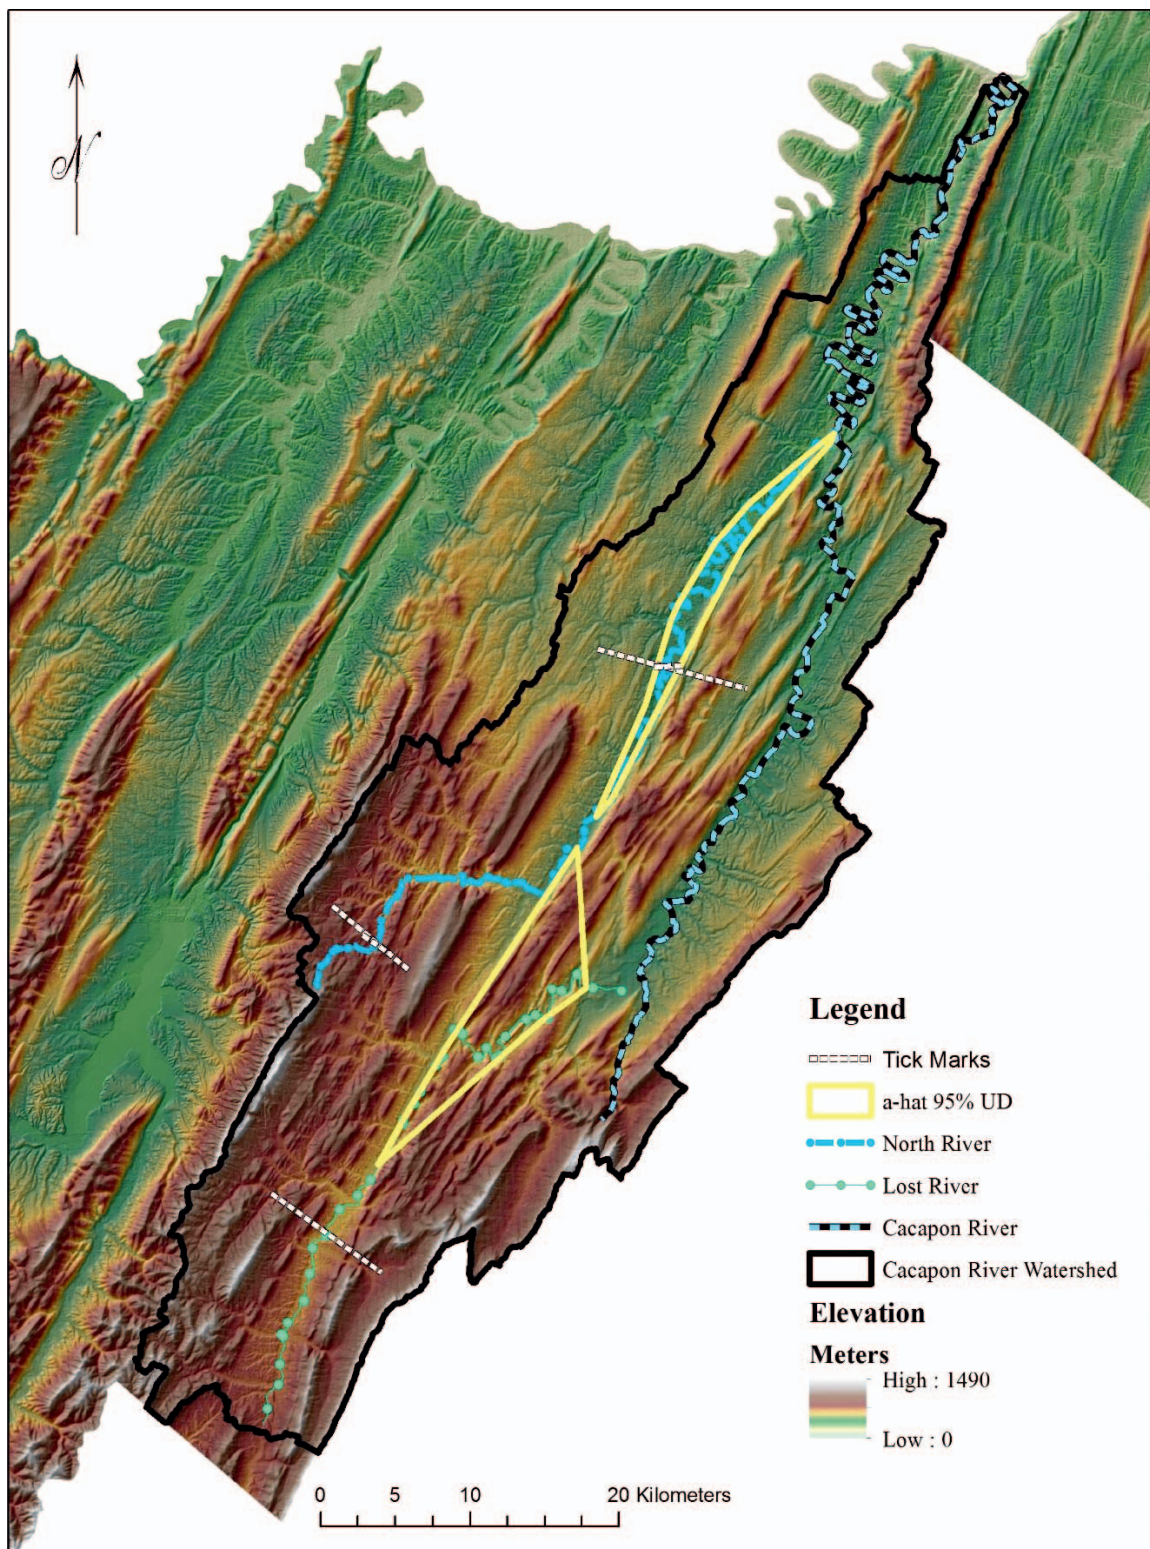 N
Legend
Tick Marks
a-hat 95% UD
North River
Lost River
Cacapon River
Cacapon River Watershed
Elevation
Meters
High : 1490
Low : 0
0 5 10 20 Kilometers